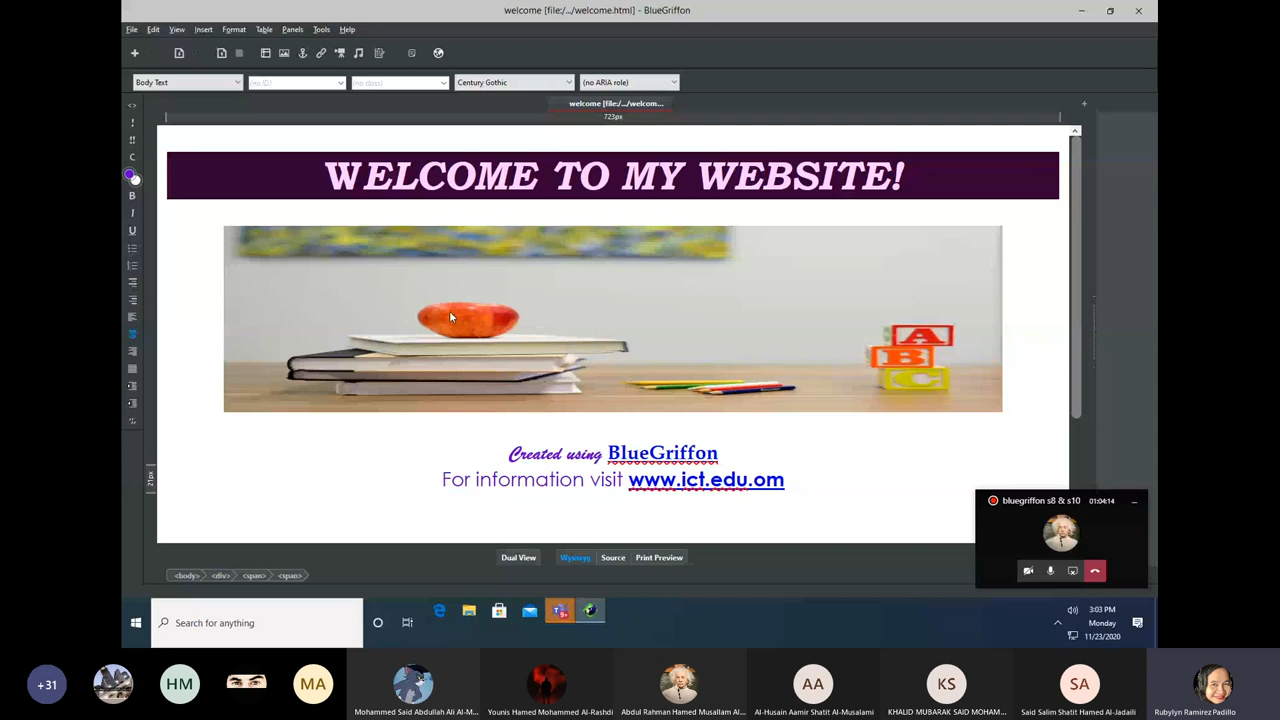 welcome [file:/.../welcome.html] - BlueGriffon
File Edit View Insert Format Table Panels Tools Help
Body Text (no ID) (no class) Century Gothic (no ARIA role)
welcome [file:/.../welcom...
723px
WELCOME TO MY WEBSITE!
A
B
C
Created using BlueGriffon
For information visit www.ict.edu.om
21px
bluegriffon s8 & s10 01:04:14
Dual View Wysiwyg Source Print Preview
<body> <div> <span> <span>
Search for anything
3:03 PM
Monday
11/23/2020
+31 HM MA AA KS SA
Mohammed Said Abdullah Ali Al-M... Younis Hamed Mohammed Al-Rashdi Abdul Rahman Hamed Musallam Al... Al-Husain Aamir Shatit Al-Musalami KHALID MUBARAK SAID MOHAM... Said Salim Shatit Hamed Al-Jadaili Rubylyn Ramirez Padillo